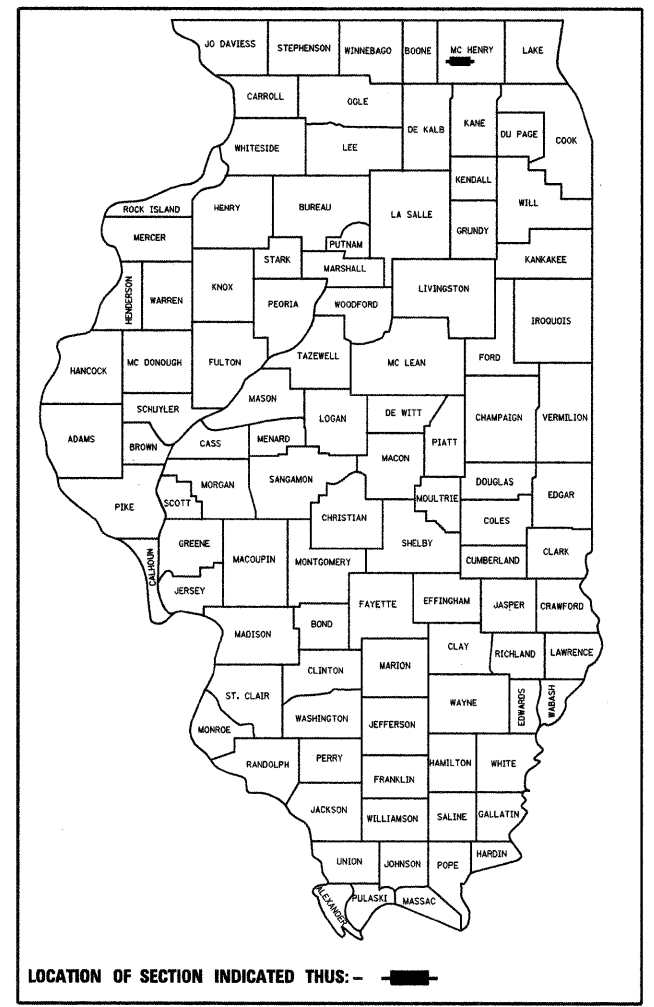 JO DAVIESS STEPHENSON WINNEBAGO BOONE MC HENRY LAKE
CARROLL OGLE DE KALB KANE DU PAGE COOK
WHITESIDE LEE
KENDALL
ROCK ISLAND HENRY BUREAU LA SALLE WILL
MERCER PUTNAM GRUNDY
STARK MARSHALL KANKAKEE
HENDERSON WARREN KNOX PEORIA WOODFORD LIVINGSTON
IROQUOIS
HANCOCK MC DONOUGH FULTON TAZEWELL MC LEAN FORD
MASON
SCHUYLER LOGAN DE WITT CHAMPAIGN VERMILION
ADAMS BROWN CASS MENARD PIATT
MACON
MORGAN SANGAMON DOUGLAS
PIKE SCOTT MOULTRIE EDGAR
CHRISTIAN COLES
GREENE SHELBY
CALHOUN MACOUPIN MONTGOMERY CUMBERLAND CLARK
JERSEY
FAYETTE EFFINGHAM JASPER CRAWFORD
MADISON BOND
CLAY RICHLAND LAWRENCE
CLINTON MARION
ST. CLAIR WAYNE EDWARDS WABASH
WASHINGTON JEFFERSON
MONROE
RANDOLPH PERRY HAMILTON WHITE
FRANKLIN
JACKSON WILLIAMSON SALINE GALLATIN
UNION JOHNSON POPE HARDIN
ALEXANDER PULASKI MASSAC
LOCATION OF SECTION INDICATED THUS: –